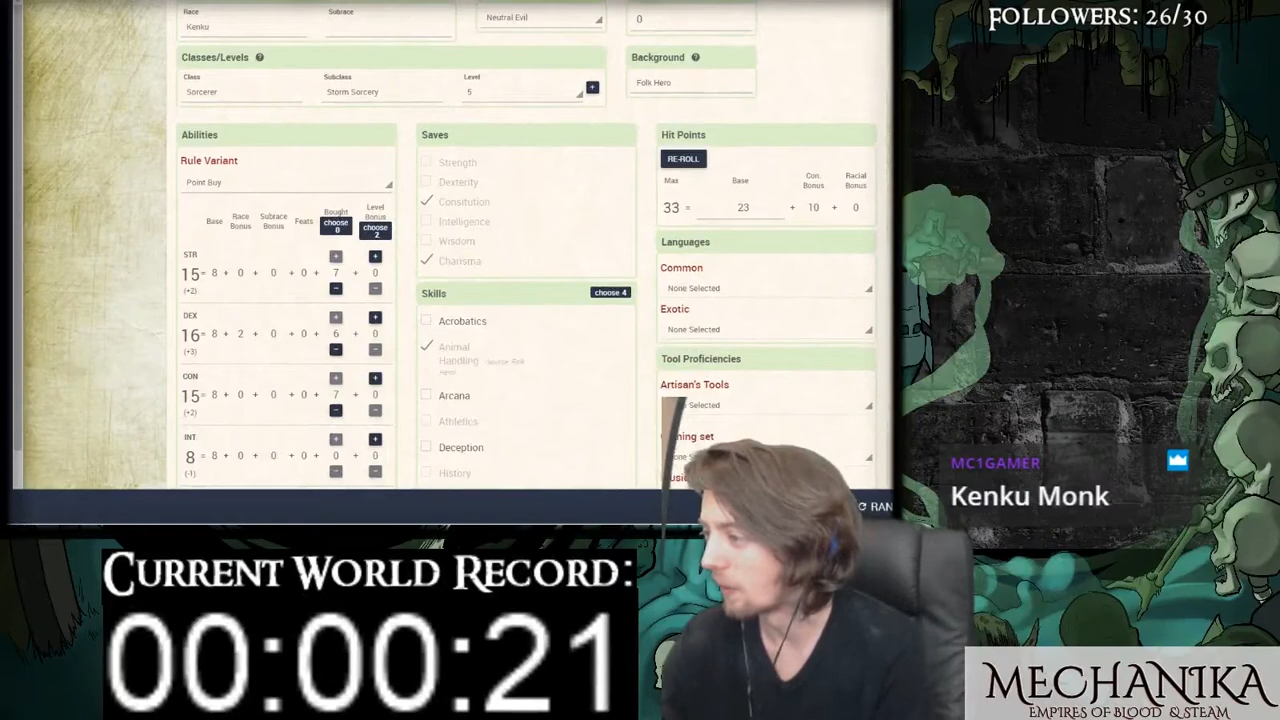 FOLLOWERS: 26/30
Race
Subrace
Kenku
Neutral Evil
0
Classes/Levels
Background
Class
Subclass
Level
Sorcerer
Storm Sorcery
5
+
Folk Hero
Abilities
Rule Variant
Point Buy
Base
Race Bonus
Subrace Bonus
Feats
Bought
choose 0
Level Bonus
choose 2
STR
15 = 8 + 0 + 0 + 0 + 7 + 0
(+2)
DEX
16 = 8 + 2 + 0 + 0 + 6 + 0
(+3)
CON
15 = 8 + 0 + 0 + 0 + 7 + 0
(+2)
INT
8 = 8 + 0 + 0 + 0 + 0 + 0
(-1)
Saves
Strength
Dexterity
Consitution
Intelligence
Wisdom
Charisma
Skills
choose 4
Acrobatics
Animal Handling
Arcana
Athletics
Deception
History
Hit Points
RE-ROLL
Max
Base
Con. Bonus
Racial Bonus
33 = 23 + 10 + 0
Languages
Common
None Selected
Exotic
None Selected
Tool Proficiencies
Artisan's Tools
Selected
set
RAN
MC1GAMER
Kenku Monk
CURRENT WORLD RECORD:
00:00:21
MECHANIKA
EMPIRES OF BLOOD & STEAM